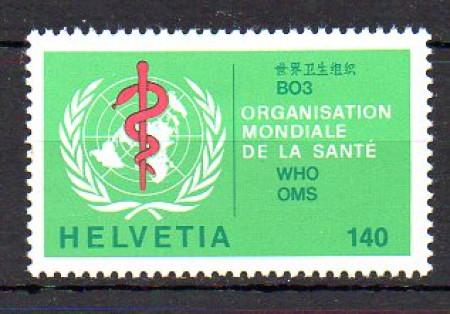 世界卫生组织
ВОЗ
ORGANISATION
MONDIALE
DE LA SANTÉ
WHO
OMS
HELVETIA
140